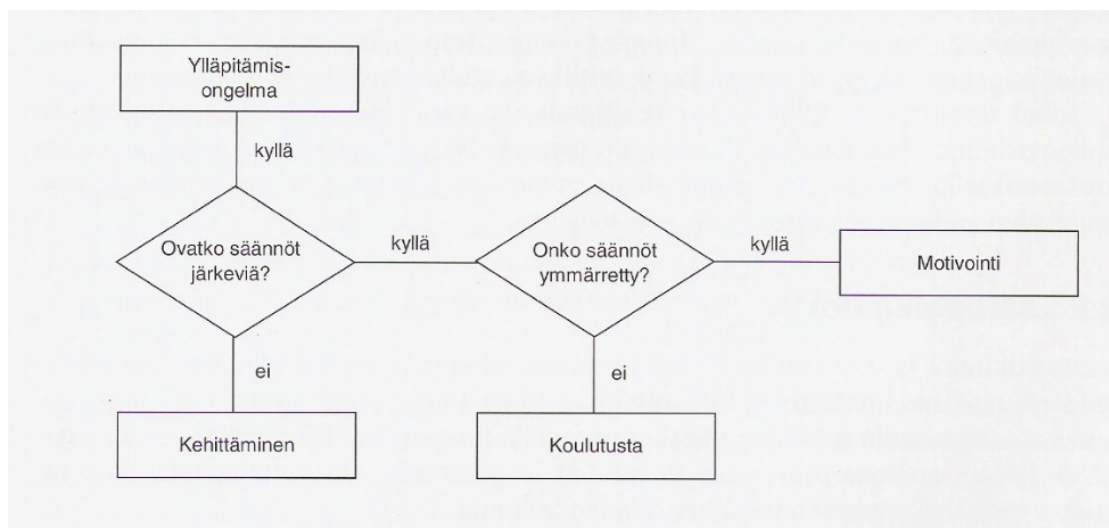 Ylläpitämis-
ongelma
kyllä
Ovatko säännöt
järkeviä?
kyllä
Onko säännöt
ymmärretty?
kyllä
Motivointi
ei
ei
Kehittäminen
Koulutusta